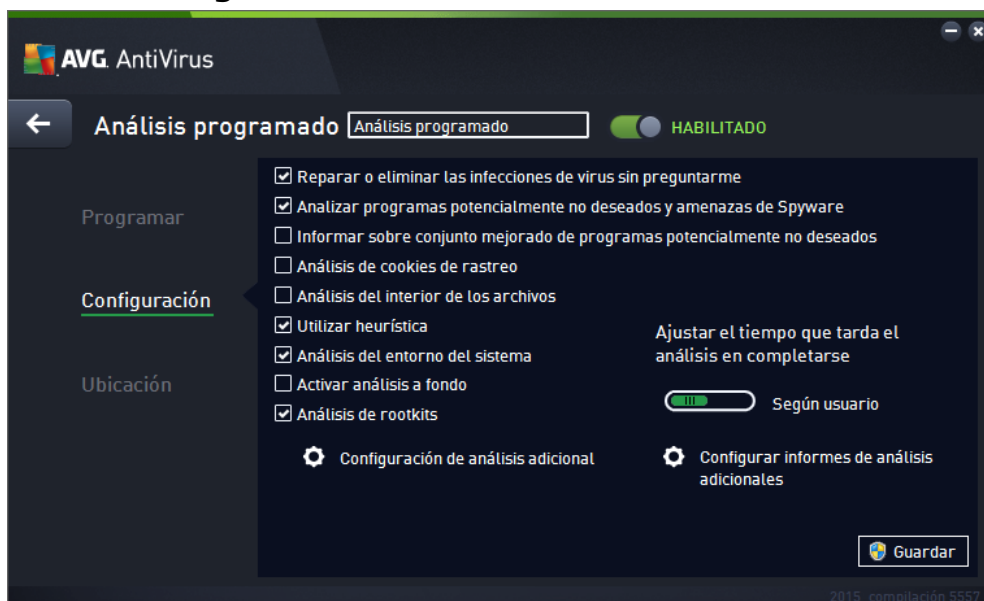 AVG. AntiVirus
Análisis programado
Análisis programado
HABILITADO
Programar
Configuración
Ubicación
Reparar o eliminar las infecciones de virus sin preguntarme
Analizar programas potencialmente no deseados y amenazas de Spyware
Informar sobre conjunto mejorado de programas potencialmente no deseados
Análisis de cookies de rastreo
Análisis del interior de los archivos
Utilizar heurística
Análisis del entorno del sistema
Activar análisis a fondo
Análisis de rootkits
Ajustar el tiempo que tarda el
análisis en completarse
Según usuario
Configuración de análisis adicional
Configurar informes de análisis
adicionales
Guardar
2015 compilación 5557